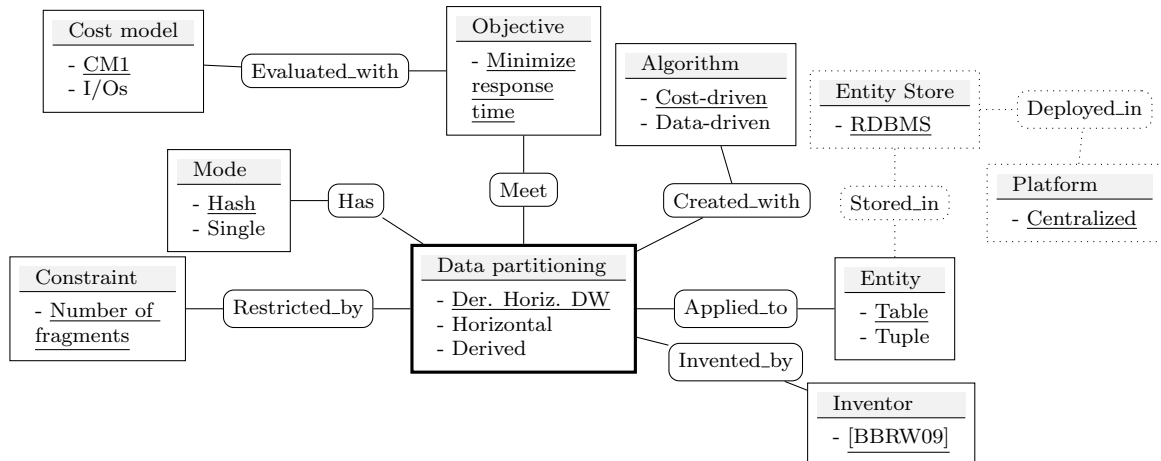 Cost model
- CM1
- I/Os
Evaluated_with
Objective
- Minimize
response
time
Algorithm
- Cost-driven
- Data-driven
Entity Store
- RDBMS
Deployed_in
Platform
- Centralized
Mode
- Hash
- Single
Has
Meet
Created_with
Stored_in
Constraint
- Number of
fragments
Restricted_by
Data partitioning
- Der. Horiz. DW
- Horizontal
- Derived
Applied_to
Entity
- Table
- Tuple
Invented_by
Inventor
- [BBRW09]